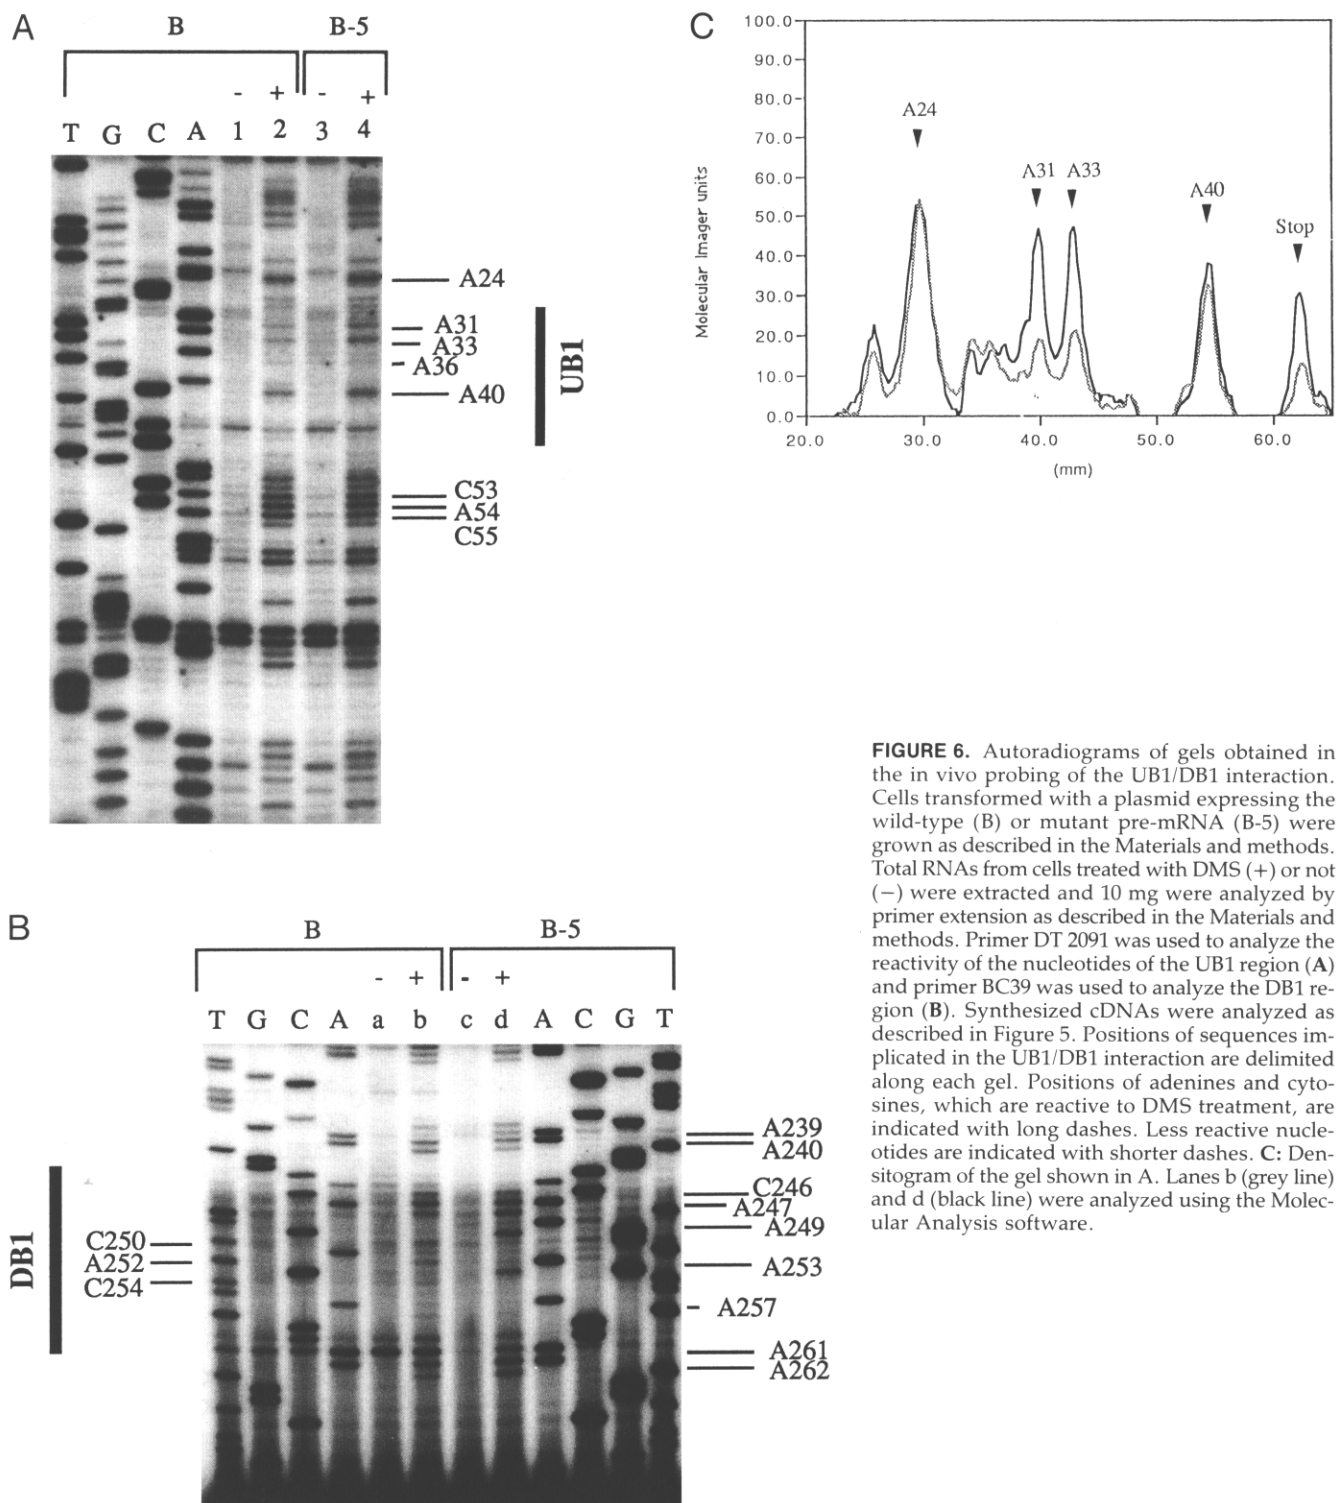 A
B
B-5
- + - +
T G C A 1 2 3 4
A24
A31
A33
A36
A40
UB1
C53
A54
C55
C
100.0
90.0
80.0
70.0
60.0
50.0
40.0
30.0
20.0
10.0
0.0
Molecular Imager units
A24
A31
A33
A40
Stop
20.0 30.0 40.0 50.0 60.0
(mm)
B
B
B-5
- + - +
T G C A a b c d A C G T
DB1
C250
A252
C254
A239
A240
C246
A247
A249
A253
A257
A261
A262
FIGURE 6. Autoradiograms of gels obtained in
the in vivo probing of the UB1/DB1 interaction.
Cells transformed with a plasmid expressing the
wild-type (B) or mutant pre-mRNA (B-5) were
grown as described in the Materials and methods.
Total RNAs from cells treated with DMS (+) or not
(−) were extracted and 10 mg were analyzed by
primer extension as described in the Materials and
methods. Primer DT 2091 was used to analyze the
reactivity of the nucleotides of the UB1 region (A)
and primer BC39 was used to analyze the DB1 re-
gion (B). Synthesized cDNAs were analyzed as
described in Figure 5. Positions of sequences im-
plicated in the UB1/DB1 interaction are delimited
along each gel. Positions of adenines and cyto-
sines, which are reactive to DMS treatment, are
indicated with long dashes. Less reactive nucle-
otides are indicated with shorter dashes. C: Den-
sitogram of the gel shown in A. Lanes b (grey line)
and d (black line) were analyzed using the Molec-
ular Analysis software.